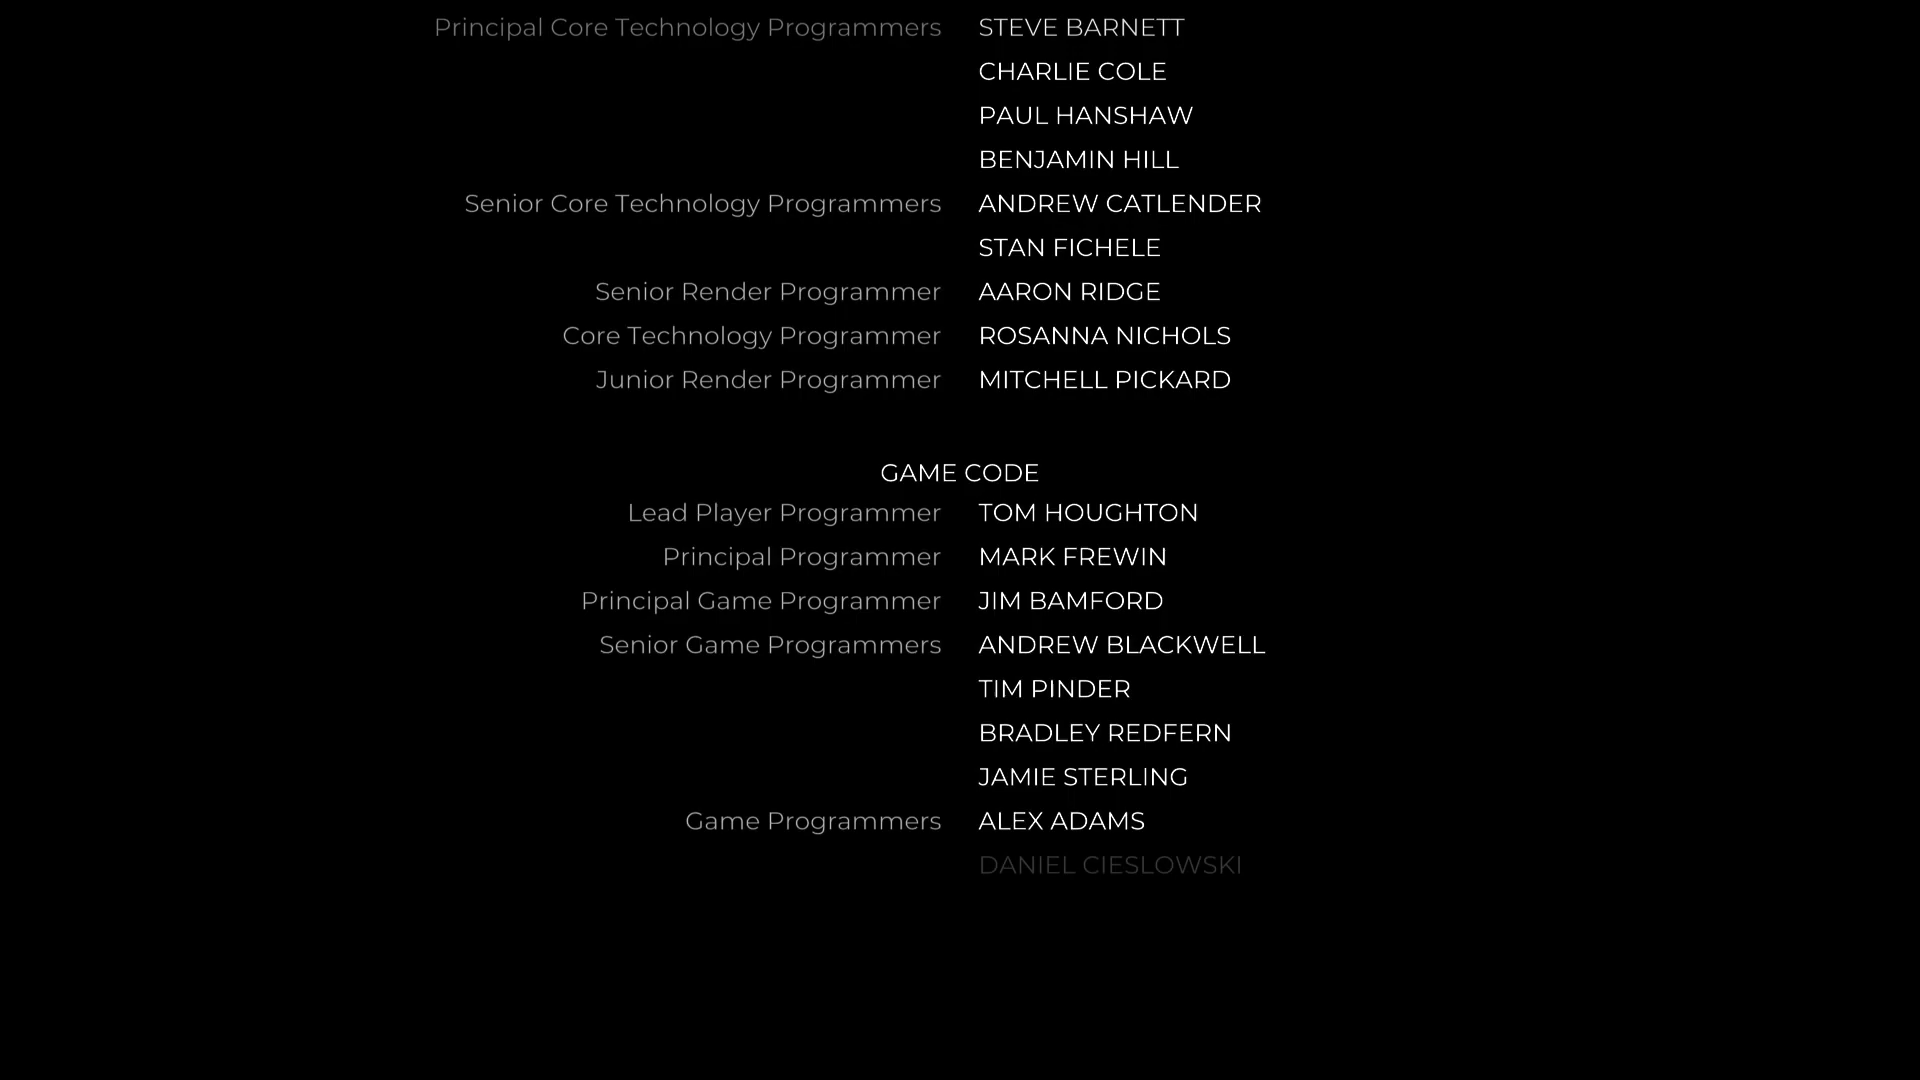 Principal Core Technology Programmers STEVE BARNETT
CHARLIE COLE
PAUL HANSHAW
BENJAMIN HILL
Senior Core Technology Programmers ANDREW CATLENDER
STAN FICHELE
Senior Render Programmer AARON RIDGE
Core Technology Programmer ROSANNA NICHOLS
Junior Render Programmer MITCHELL PICKARD
GAME CODE
Lead Player Programmer TOM HOUGHTON
Principal Programmer MARK FREWIN
Principal Game Programmer JIM BAMFORD
Senior Game Programmers ANDREW BLACKWELL
TIM PINDER
BRADLEY REDFERN
JAMIE STERLING
Game Programmers ALEX ADAMS
DANIEL CIESLOWSKI